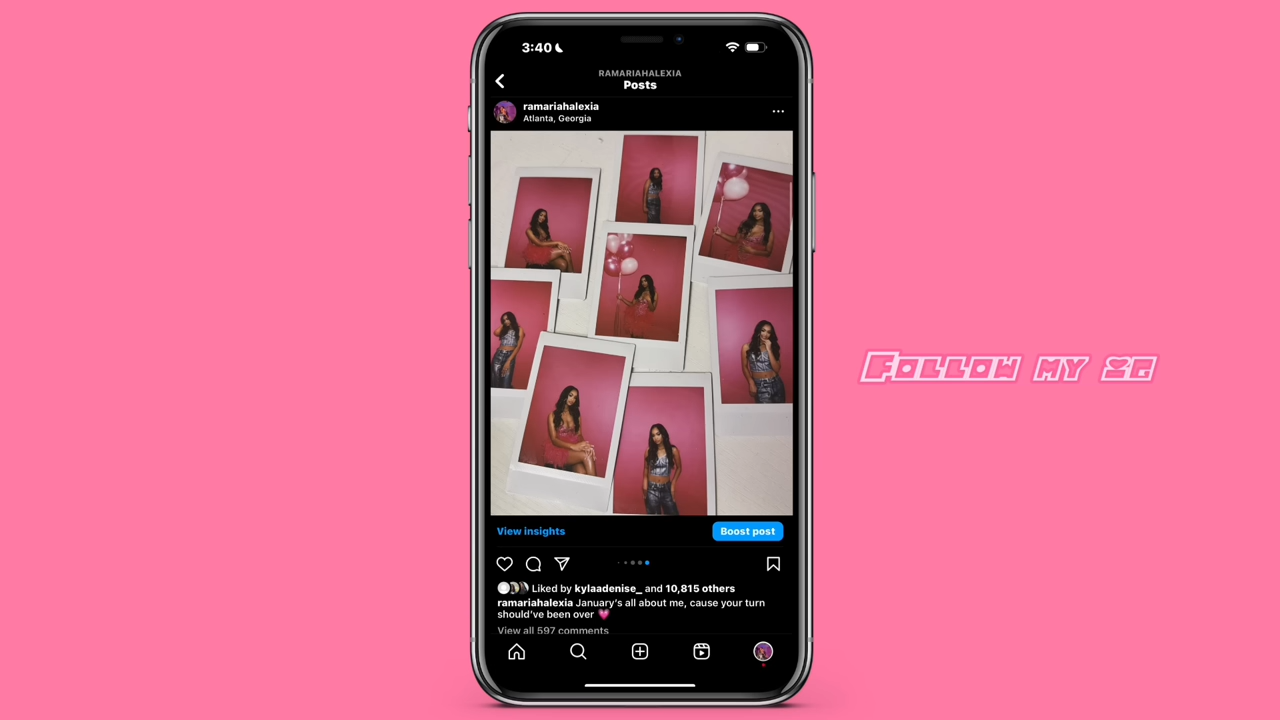 3:40
RAMARIAHALEXIA
Posts
ramariahalexia
Atlanta, Georgia
View insights
Boost post
Liked by kylaadenise_ and 10,815 others
ramariahalexia January's all about me, cause your turn
should've been over 💗
View all 597 comments
Follow my IG